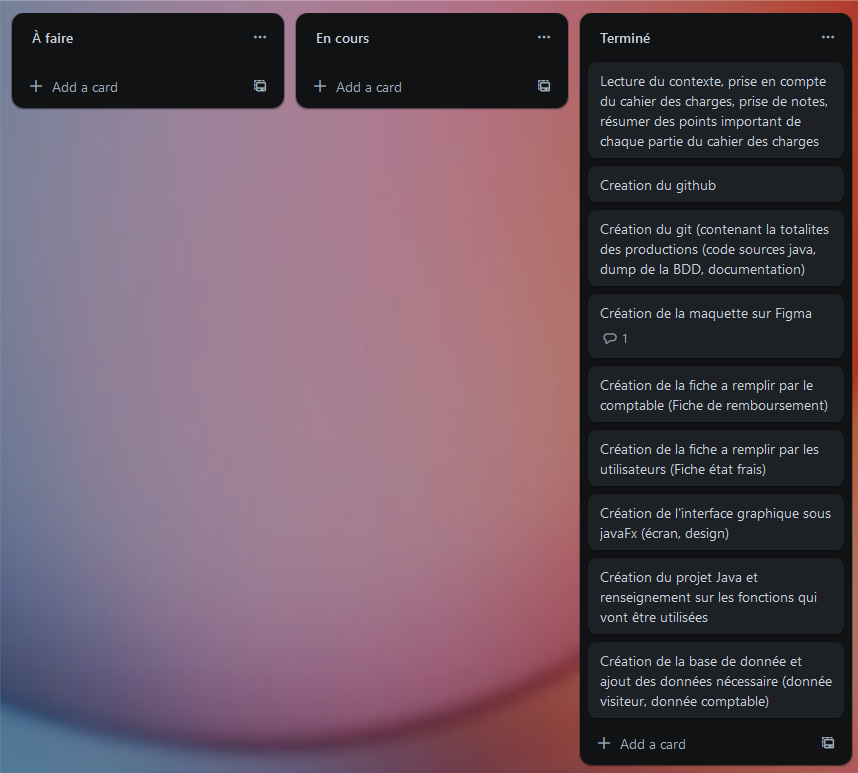 À faire
Add a card
En cours
Add a card
Terminé
Lecture du contexte, prise en compte
du cahier des charges, prise de notes,
résumer des points important de
chaque partie du cahier des charges
Creation du github
Création du git (contenant la totalites
des productions (code sources java,
dump de la BDD, documentation)
Création de la maquette sur Figma
1
Création de la fiche a remplir par le
comptable (Fiche de remboursement)
Création de la fiche a remplir par les
utilisateurs (Fiche état frais)
Création de l'interface graphique sous
javaFx (écran, design)
Création du projet Java et
renseignement sur les fonctions qui
vont être utilisées
Création de la base de donnée et
ajout des données nécessaire (donnée
visiteur, donnée comptable)
Add a card